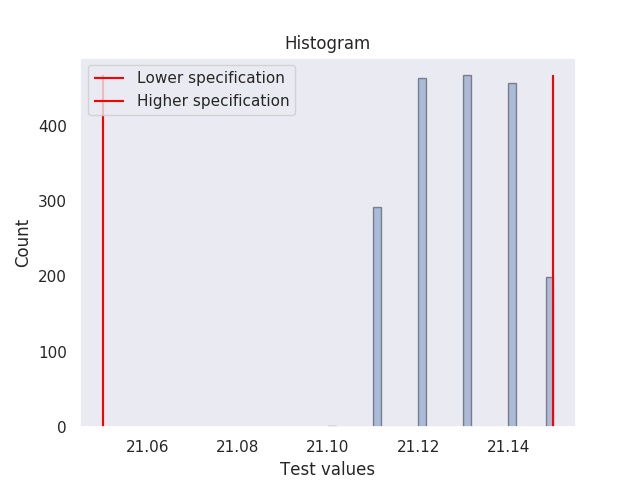 Histogram
Lower specification
Higher specification
Count
400
300
200
100
0
21.06 21.08 21.10 21.12 21.14
Test values